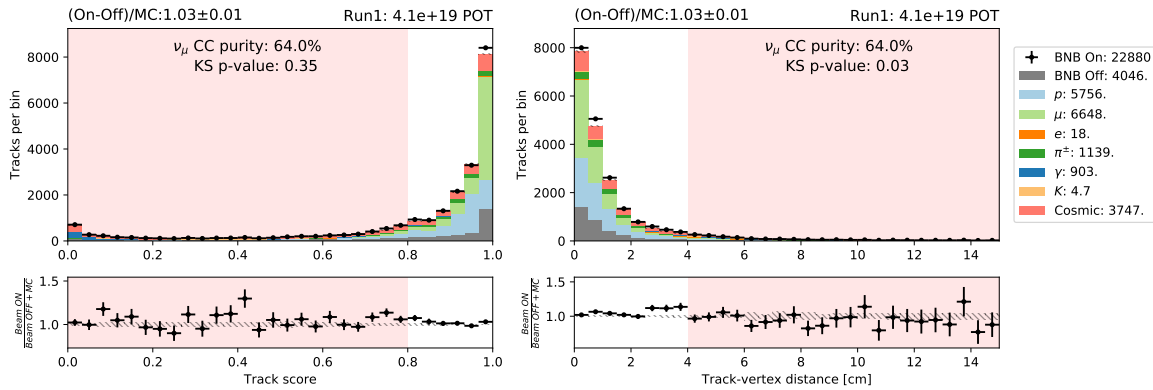 (On-Off)/MC:1.03±0.01
Run1: 4.1e+19 POT
ν_μ CC purity: 64.0%
KS p-value: 0.35
Tracks per bin
8000
6000
4000
2000
0
0.0 0.2 0.4 0.6 0.8 1.0
Beam ON
Beam OFF + MC
1.5
1.0
0.0 0.2 0.4 0.6 0.8 1.0
Track score
(On-Off)/MC:1.03±0.01
Run1: 4.1e+19 POT
ν_μ CC purity: 64.0%
KS p-value: 0.03
Tracks per bin
8000
6000
4000
2000
0
0 2 4 6 8 10 12 14
Beam ON
Beam OFF + MC
1.5
1.0
0 2 4 6 8 10 12 14
Track-vertex distance [cm]
BNB On: 22880
BNB Off: 4046.
p: 5756.
μ: 6648.
e: 18.
π±: 1139.
γ: 903.
K: 4.7
Cosmic: 3747.